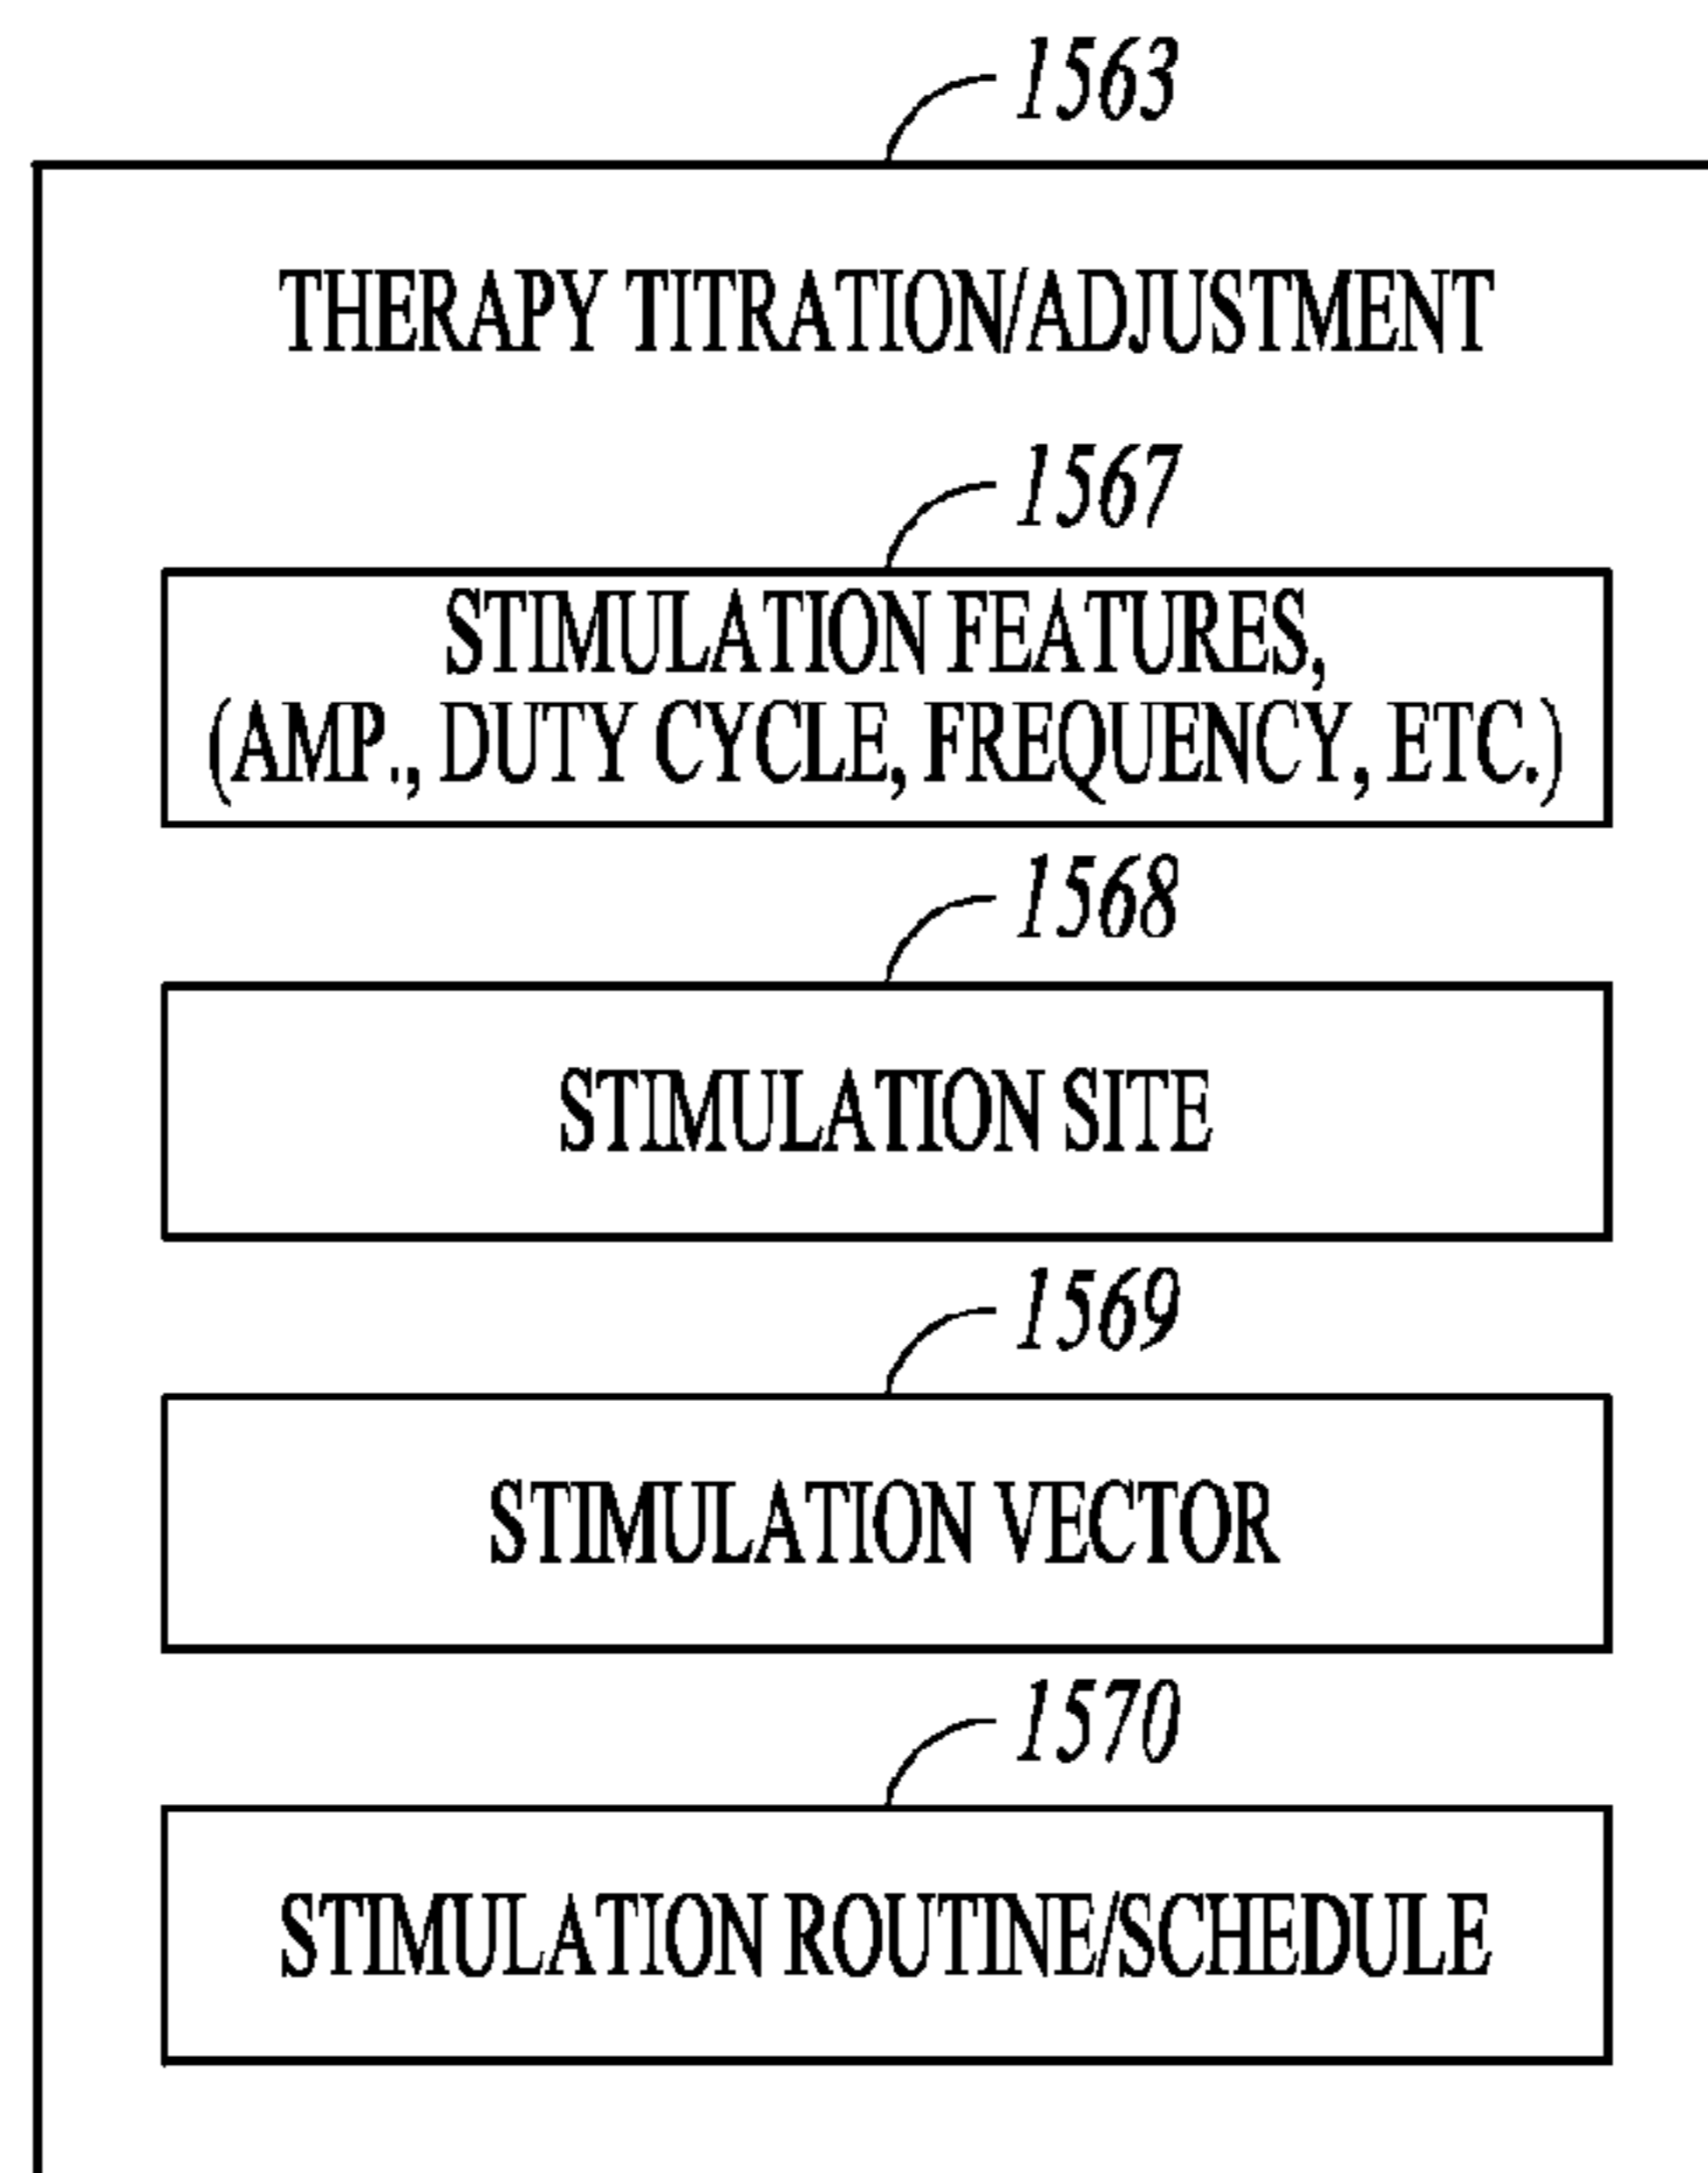 1563
THERAPY TITRATION/ADJUSTMENT
1567
STIMULATION FEATURES,
(AMP., DUTY CYCLE, FREQUENCY, ETC.)
1568
STIMULATION SITE
1569
STIMULATION VECTOR
1570
STIMULATION ROUTINE/SCHEDULE